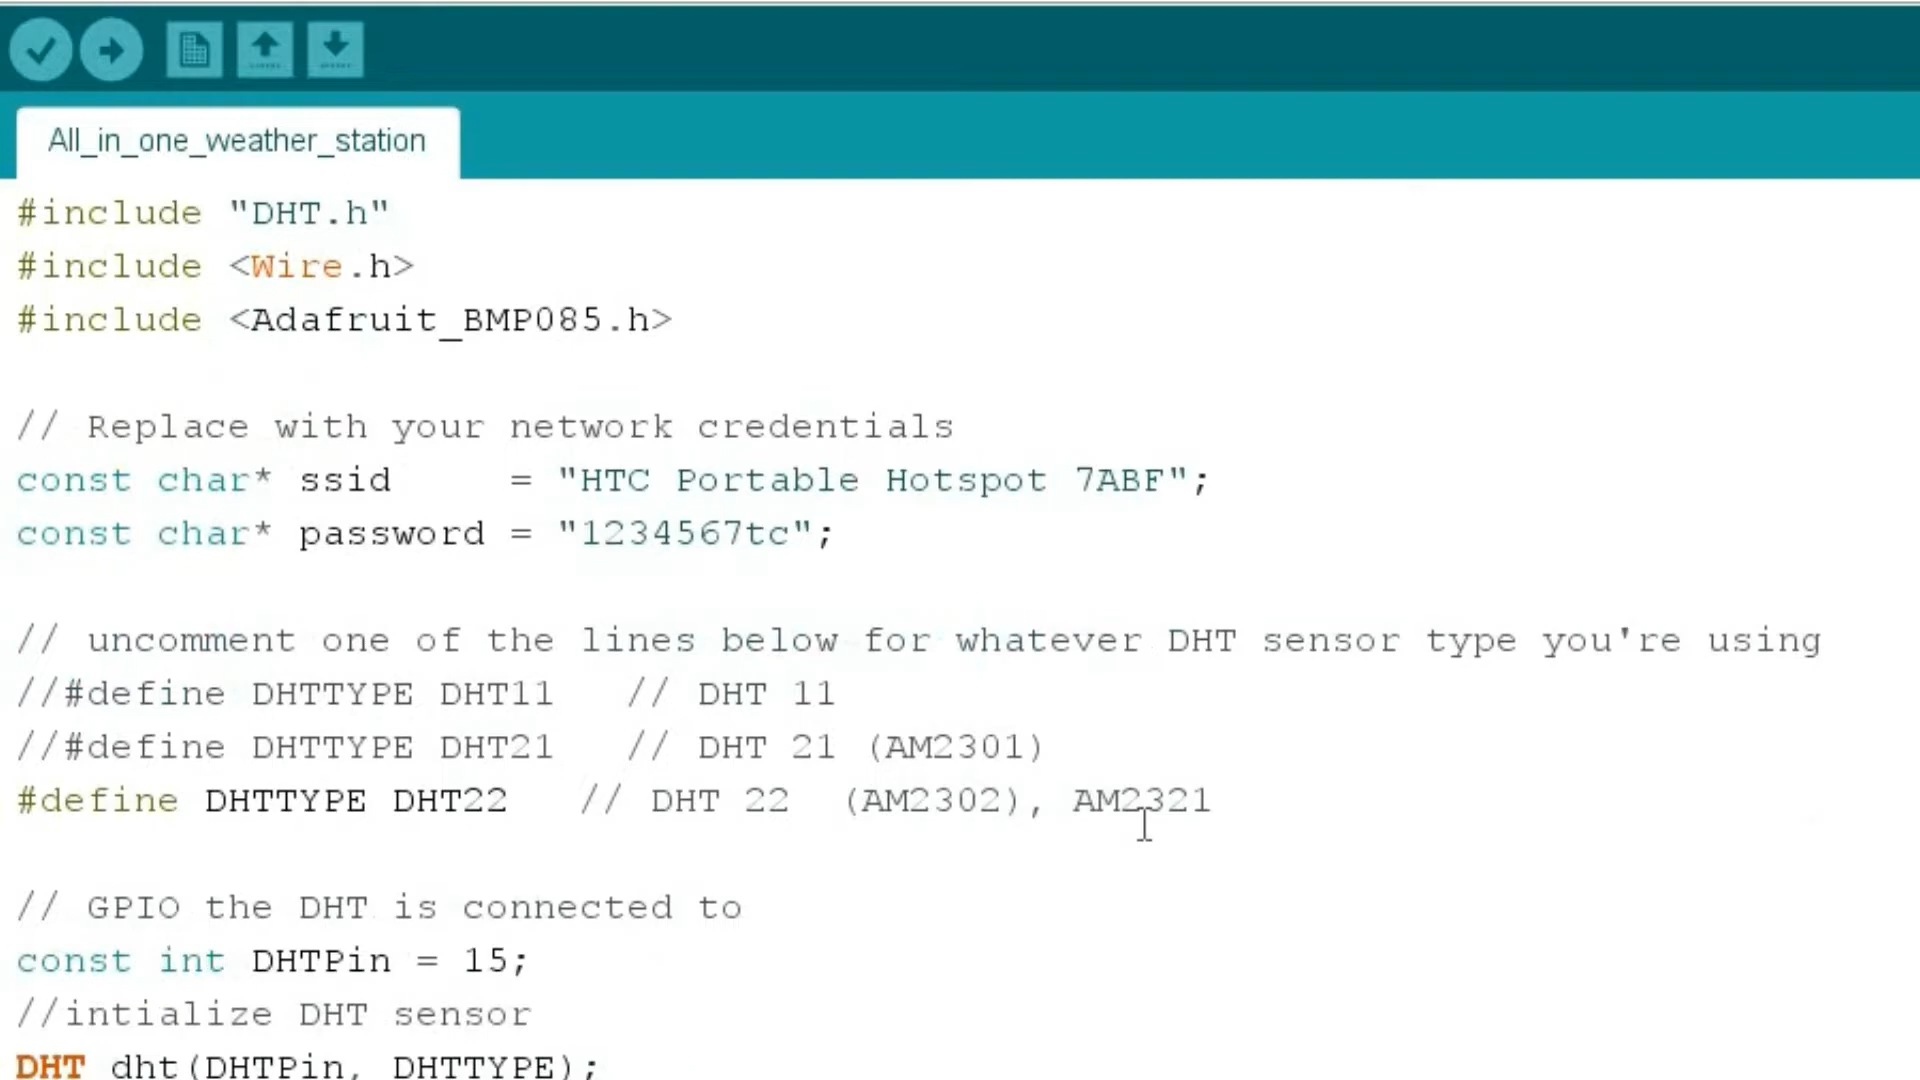 All_in_one_weather_station
#include "DHT.h"
#include <Wire.h>
#include <Adafruit_BMP085.h>
// Replace with your network credentials
const char* ssid     = "HTC Portable Hotspot 7ABF";
const char* password = "1234567tc";
// uncomment one of the lines below for whatever DHT sensor type you're using
//#define DHTTYPE DHT11   // DHT 11
//#define DHTTYPE DHT21   // DHT 21 (AM2301)
#define DHTTYPE DHT22   // DHT 22  (AM2302), AM2321
// GPIO the DHT is connected to
const int DHTPin = 15;
//intialize DHT sensor
DHT dht(DHTPin, DHTTYPE);